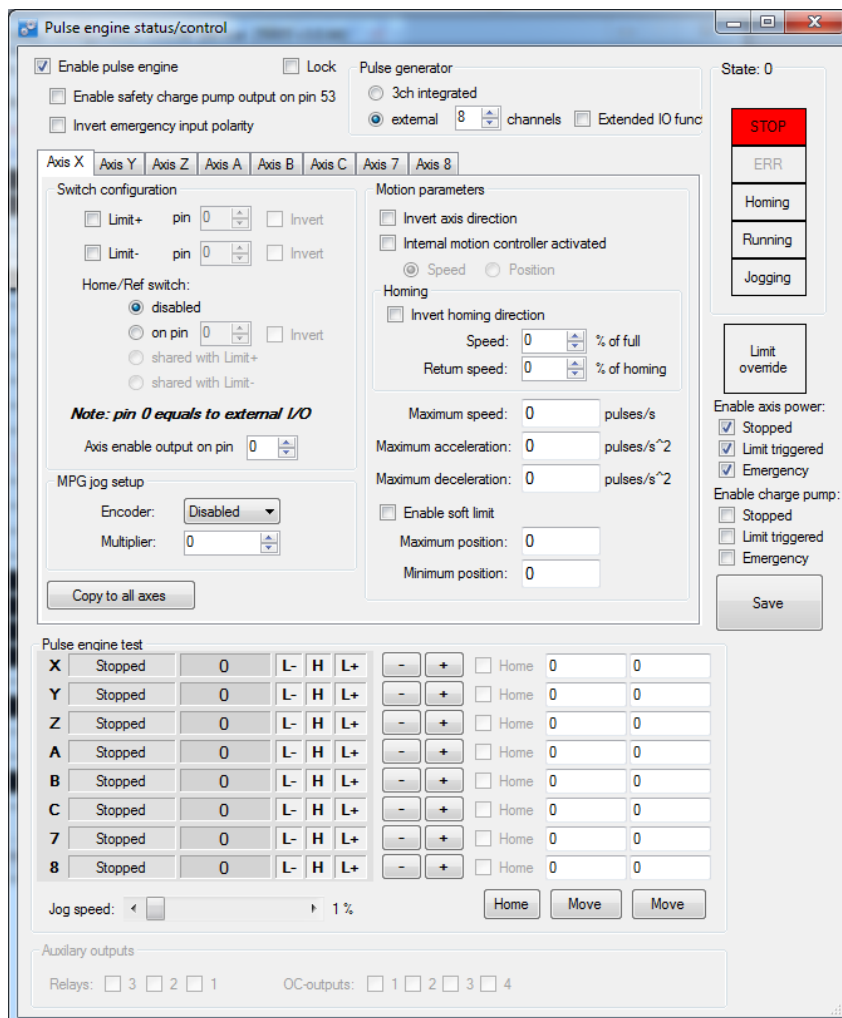 Pulse engine status/control
Enable pulse engine
Lock
Enable safety charge pump output on pin 53
Invert emergency input polarity
Pulse generator
3ch integrated
external 8 channels Extended IO funct
State: 0
STOP
ERR
Homing
Running
Jogging
Axis X Axis Y Axis Z Axis A Axis B Axis C Axis 7 Axis 8
Switch configuration
Limit+ pin 0 Invert
Limit- pin 0 Invert
Home/Ref switch:
disabled
on pin 0 Invert
shared with Limit+
shared with Limit-
Note: pin 0 equals to external I/O
Axis enable output on pin 0
MPG jog setup
Encoder: Disabled
Multiplier: 0
Copy to all axes
Motion parameters
Invert axis direction
Internal motion controller activated
Speed Position
Homing
Invert homing direction
Speed: 0 % of full
Return speed: 0 % of homing
Maximum speed: 0 pulses/s
Maximum acceleration: 0 pulses/s^2
Maximum deceleration: 0 pulses/s^2
Enable soft limit
Maximum position: 0
Minimum position: 0
Limit
override
Enable axis power:
Stopped
Limit triggered
Emergency
Enable charge pump:
Stopped
Limit triggered
Emergency
Save
Pulse engine test
X Stopped 0 L- H L+ - + Home 0 0
Y Stopped 0 L- H L+ - + Home 0 0
Z Stopped 0 L- H L+ - + Home 0 0
A Stopped 0 L- H L+ - + Home 0 0
B Stopped 0 L- H L+ - + Home 0 0
C Stopped 0 L- H L+ - + Home 0 0
7 Stopped 0 L- H L+ - + Home 0 0
8 Stopped 0 L- H L+ - + Home 0 0
Jog speed: 1 % Home Move Move
Auxilary outputs
Relays: 3 2 1 OC-outputs: 1 2 3 4